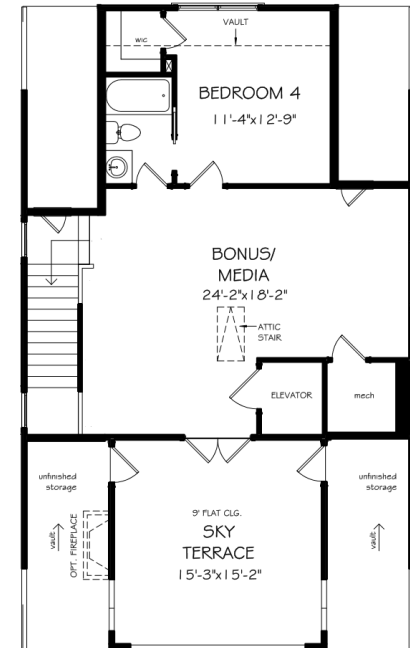 VAULT
WIC
BEDROOM 4
11'-4"x12'-9"
BONUS/
MEDIA
24'-2"x18'-2"
ATTIC
STAIR
ELEVATOR
mech
unfinished
storage
vault
OPT. FIREPLACE
9' FLAT CLG.
SKY
TERRACE
15'-3"x15'-2"
unfinished
storage
vault